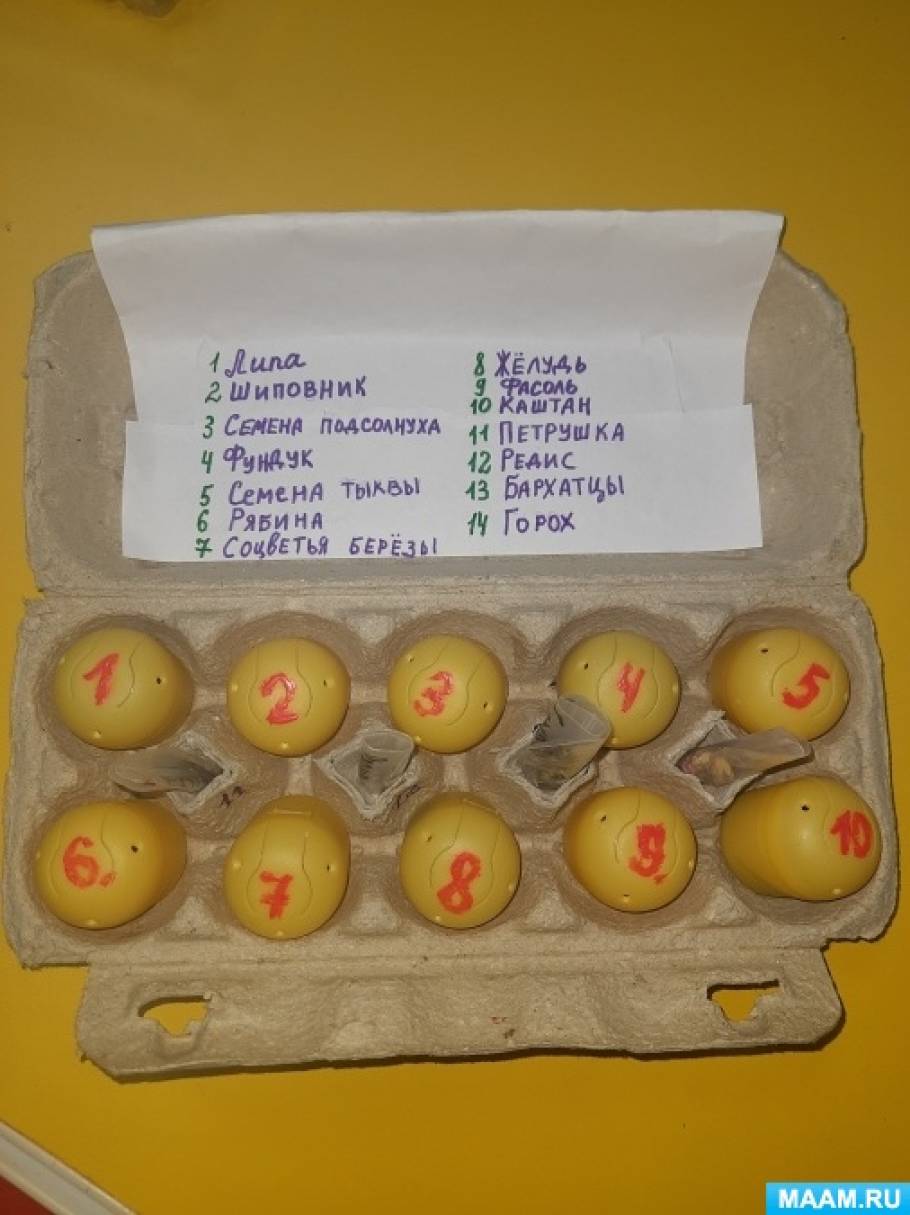 1 Липа
2 Шиповник
3 Семена подсолнуха
4 Фундук
5 Семена тыквы
6 Рябина
7 Соцветья берёзы
8 Жёлудь
9 Фасоль
10 Каштан
11 Петрушка
12 Редис
13 Бархатцы
14 Горох
1 2 3 4 5
11
6. 7 8 9. 10
MAAM.RU